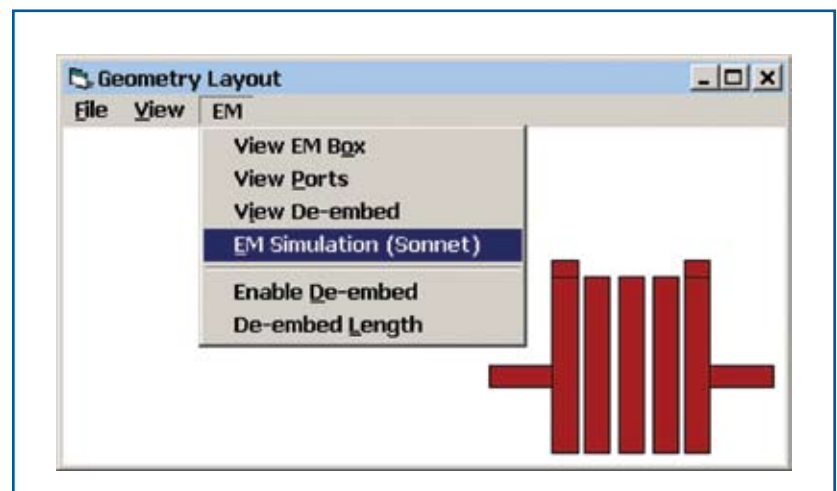 Geometry Layout
File View EM
View EM Box
View Ports
View De-embed
EM Simulation (Sonnet)
Enable De-embed
De-embed Length